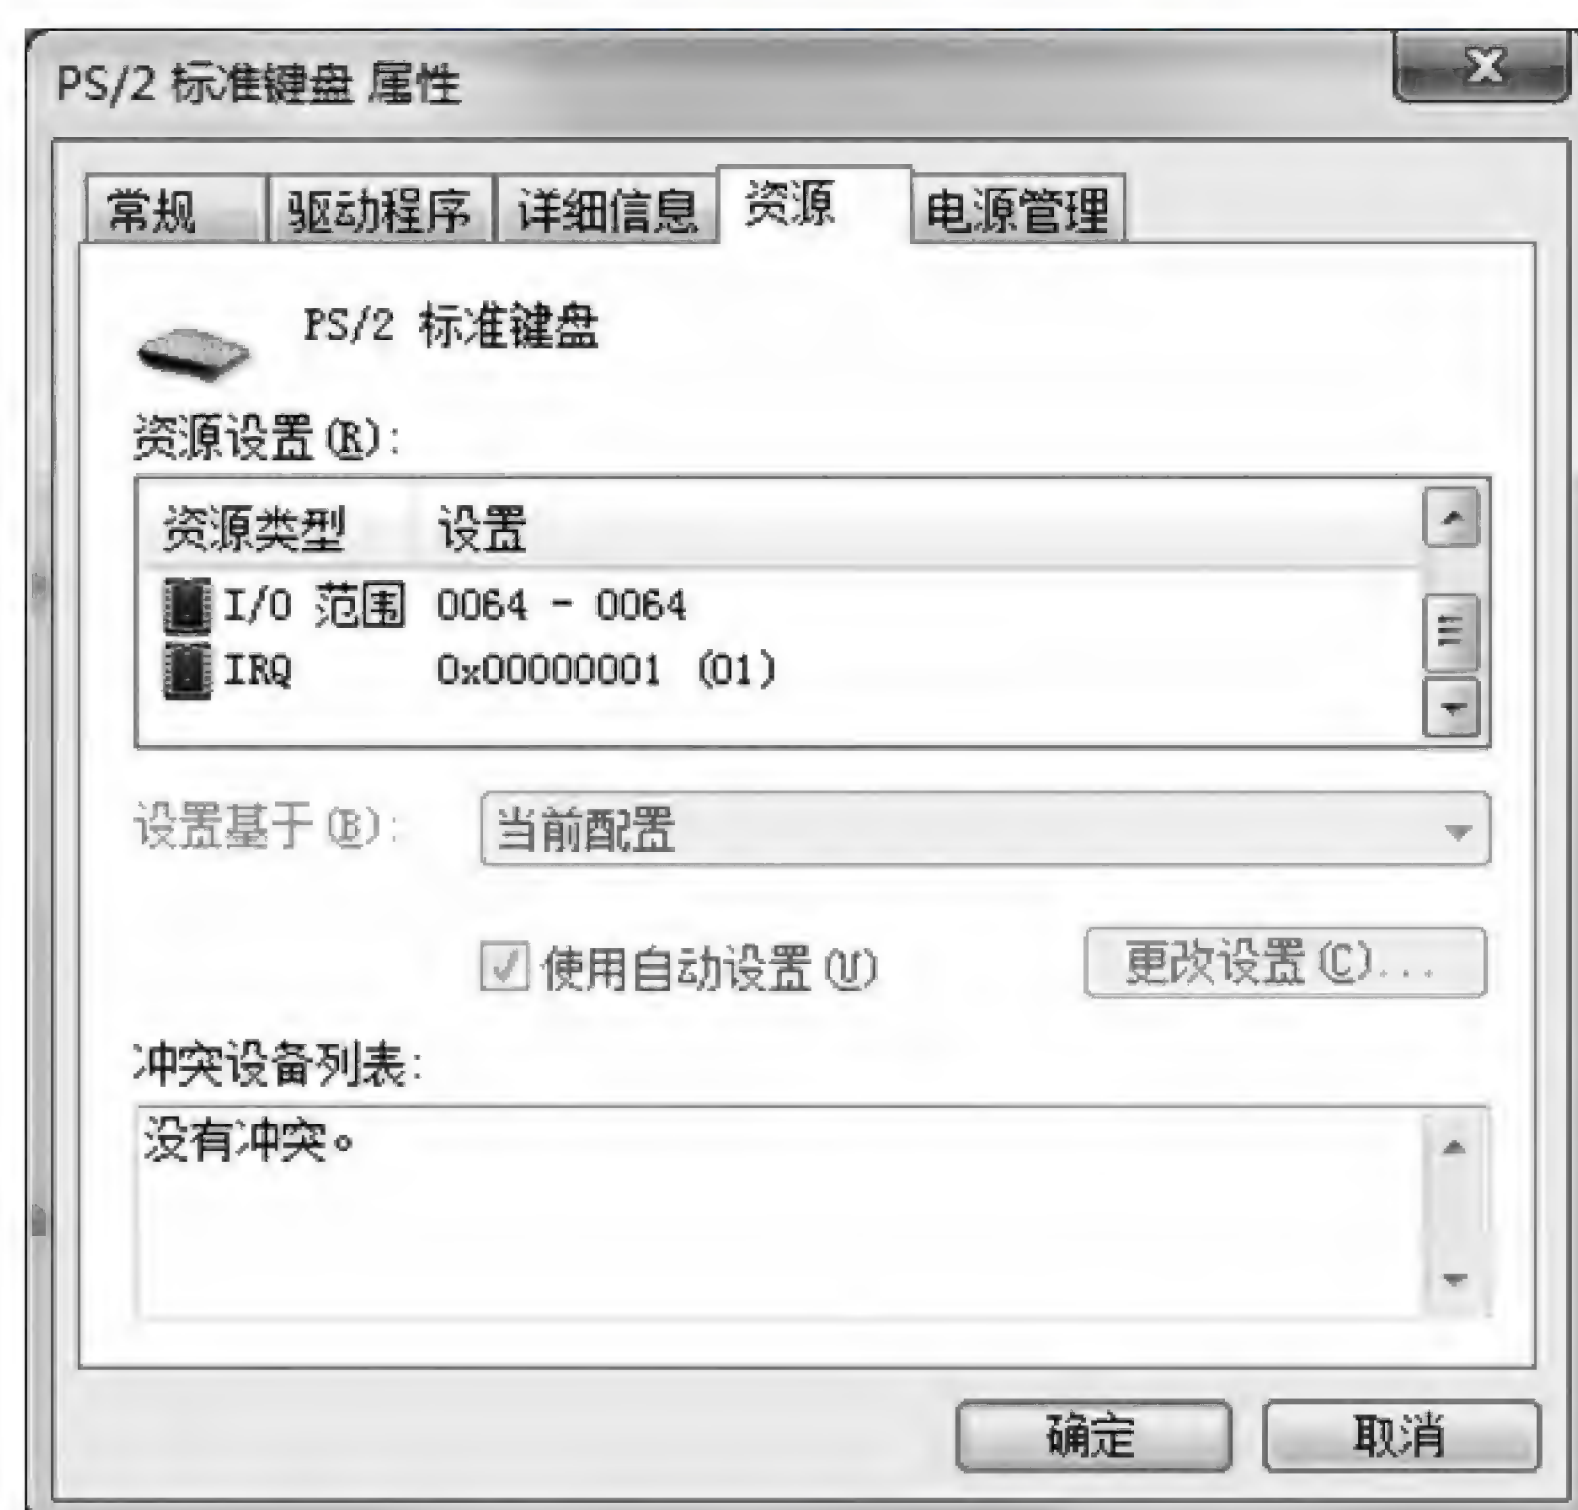 PS/2 标准键盘 属性
常规 驱动程序 详细信息 资源 电源管理
PS/2 标准键盘
资源设置(R):
资源类型 设置
I/O 范围 0064 - 0064
IRQ 0x00000001 (01)
设置基于(B): 当前配置
使用自动设置(U) 更改设置(C)...
冲突设备列表:
没有冲突。
确定 取消